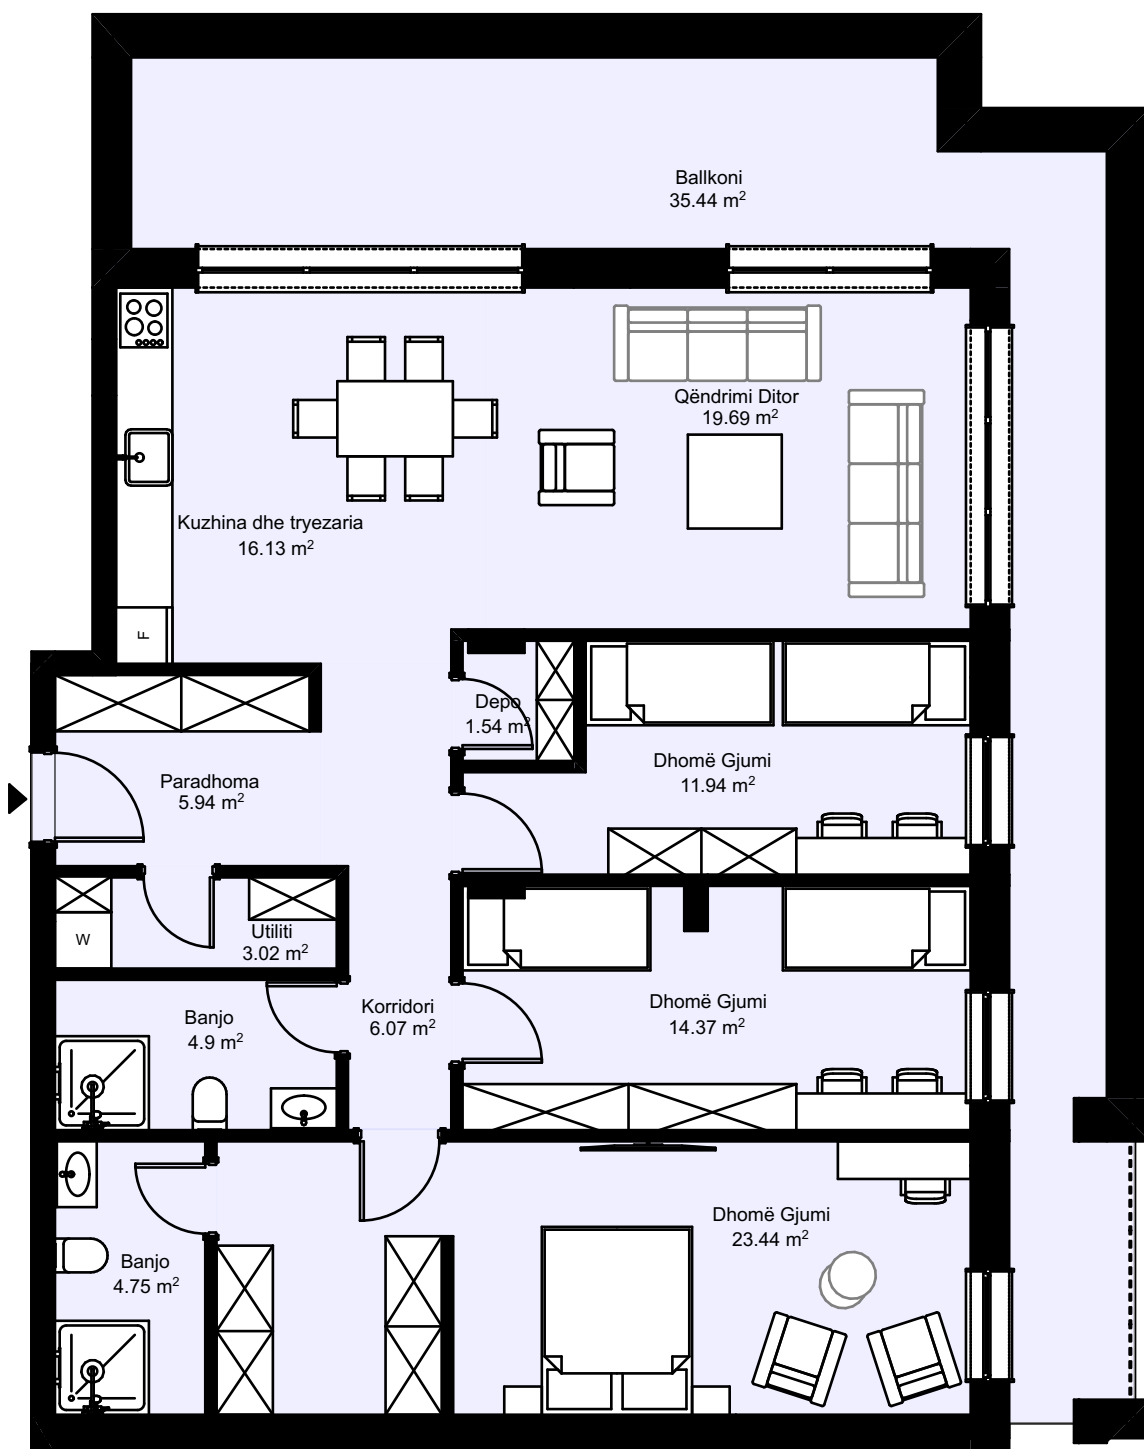 Ballkoni
35.44 m²
Qëndrimi Ditor
19.69 m²
Kuzhina dhe tryezaria
16.13 m²
F
Depo
1.54 m²
Dhomë Gjumi
11.94 m²
Paradhoma
5.94 m²
W
Utiliti
3.02 m²
Banjo
4.9 m²
Korridori
6.07 m²
Dhomë Gjumi
14.37 m²
Dhomë Gjumi
23.44 m²
Banjo
4.75 m²